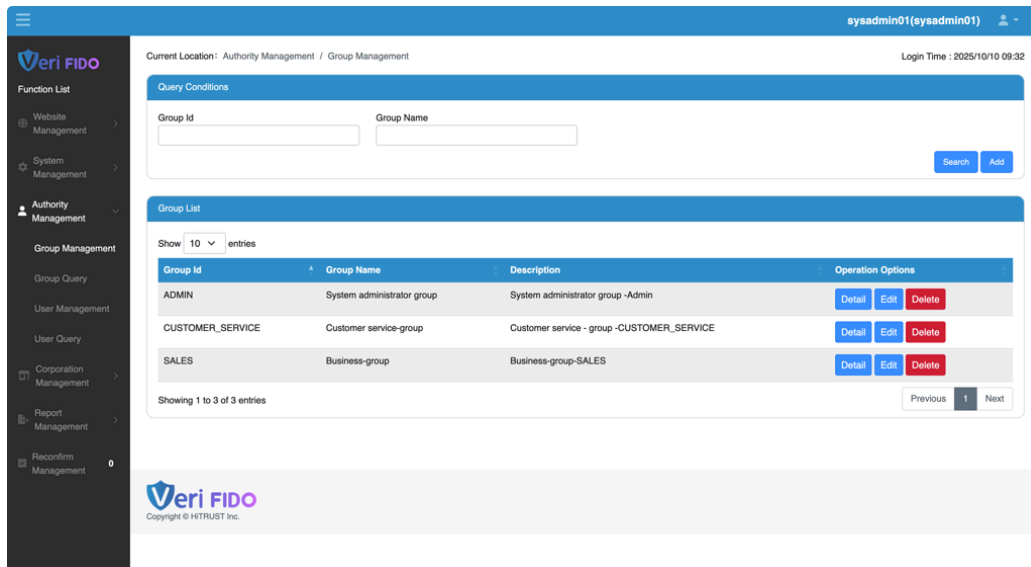 sysadmin01(sysadmin01)
Veri FIDO
Function List
Website Management
System Management
Authority Management
Group Management
Group Query
User Management
User Query
Corporation Management
Report Management
Reconfirm Management 0
Current Location: Authority Management / Group Management
Login Time : 2025/10/10 09:32
Query Conditions
Group Id Group Name
Search Add
Group List
Show 10 entries
Group Id Group Name Description Operation Options
ADMIN System administrator group System administrator group -Admin Detail Edit Delete
CUSTOMER_SERVICE Customer service-group Customer service - group -CUSTOMER_SERVICE Detail Edit Delete
SALES Business-group Business-group-SALES Detail Edit Delete
Showing 1 to 3 of 3 entries
Previous 1 Next
Veri FIDO
Copyright © HiTRUST Inc.